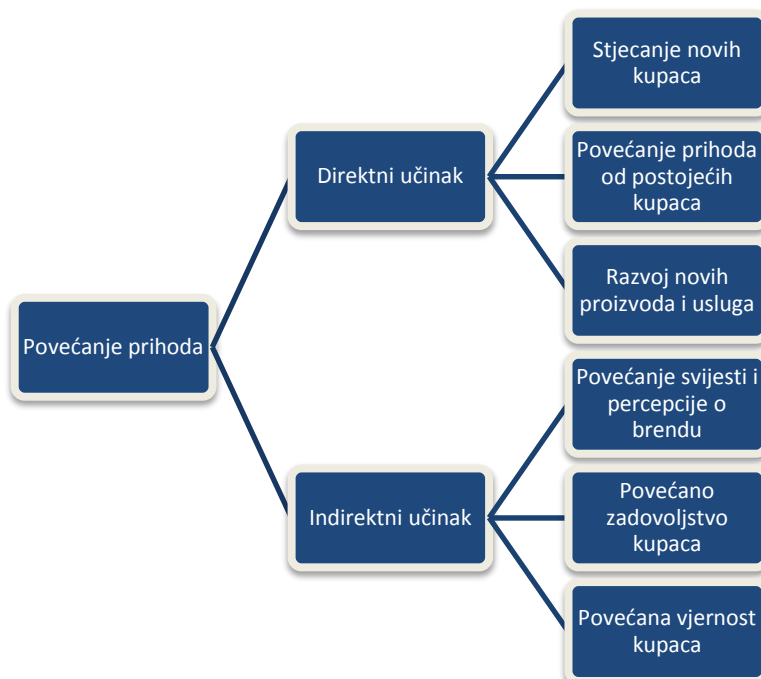 Povećanje prihoda
Direktni učinak
Stjecanje novih
kupaca
Povećanje prihoda
od postojećih
kupaca
Razvoj novih
proizvoda i usluga
Indirektni učinak
Povećanje svijesti i
percepcije o
brendu
Povećano
zadovoljstvo
kupaca
Povećana vjernost
kupaca